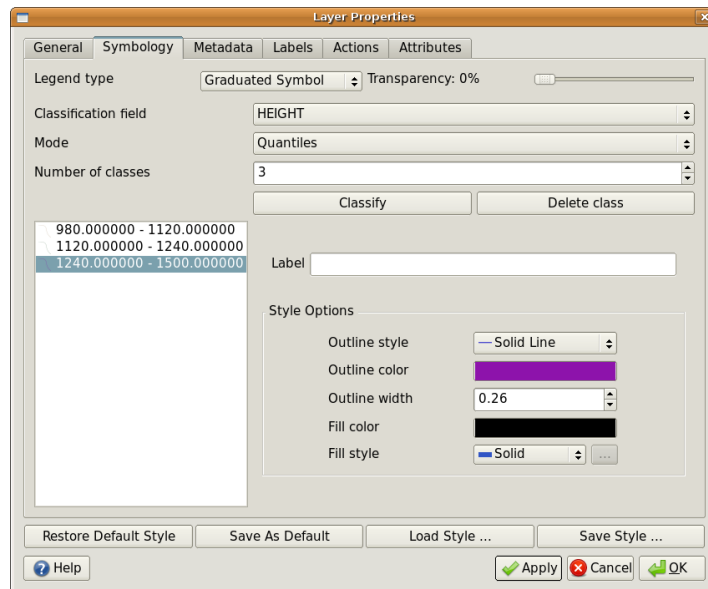 Layer Properties
General Symbology Metadata Labels Actions Attributes
Legend type Graduated Symbol Transparency: 0%
Classification field HEIGHT
Mode Quantiles
Number of classes 3
Classify Delete class
980.000000 - 1120.000000
1120.000000 - 1240.000000
1240.000000 - 1500.000000
Label
Style Options
Outline style Solid Line
Outline color
Outline width 0.26
Fill color
Fill style Solid ...
Restore Default Style Save As Default Load Style ... Save Style ...
Help Apply Cancel OK